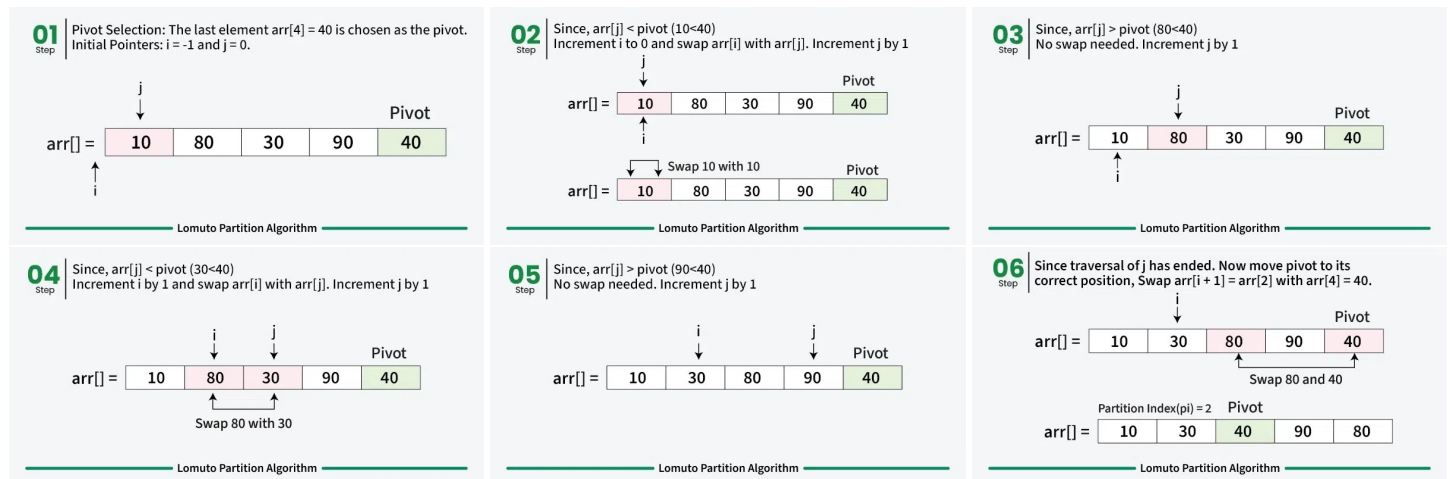 01
Step
Pivot Selection: The last element arr[4] = 40 is chosen as the pivot.
Initial Pointers: i = -1 and j = 0.
j
Pivot
arr[] = 10 80 30 90 40
i
Lomuto Partition Algorithm
02
Step
Since, arr[j] < pivot (10<40)
Increment i to 0 and swap arr[i] with arr[j]. Increment j by 1
j
Pivot
arr[] = 10 80 30 90 40
i
Swap 10 with 10
Pivot
arr[] = 10 80 30 90 40
Lomuto Partition Algorithm
03
Step
Since, arr[j] > pivot (80<40)
No swap needed. Increment j by 1
j
Pivot
arr[] = 10 80 30 90 40
i
Lomuto Partition Algorithm
04
Step
Since, arr[j] < pivot (30<40)
Increment i by 1 and swap arr[i] with arr[j]. Increment j by 1
i j
Pivot
arr[] = 10 80 30 90 40
Swap 80 with 30
Lomuto Partition Algorithm
05
Step
Since, arr[j] > pivot (90<40)
No swap needed. Increment j by 1
i j
Pivot
arr[] = 10 30 80 90 40
Lomuto Partition Algorithm
06
Step
Since traversal of j has ended. Now move pivot to its
correct position, Swap arr[i + 1] = arr[2] with arr[4] = 40.
i
Pivot
arr[] = 10 30 80 90 40
Swap 80 and 40
Partition Index(pi) = 2 Pivot
arr[] = 10 30 40 90 80
Lomuto Partition Algorithm